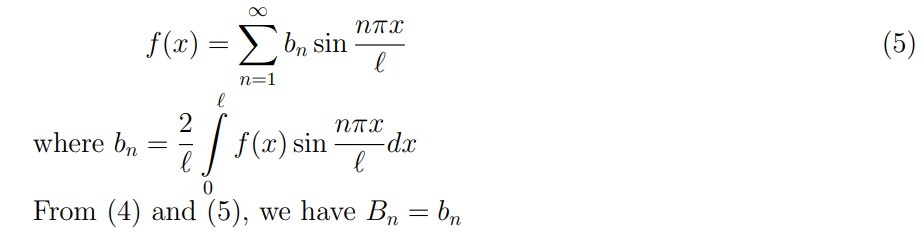 f(x) = ∑_{n=1}^{∞} b_n sin nπx/ℓ (5)
where b_n = 2/ℓ ∫_0^ℓ f(x) sin nπx/ℓ dx
From (4) and (5), we have B_n = b_n